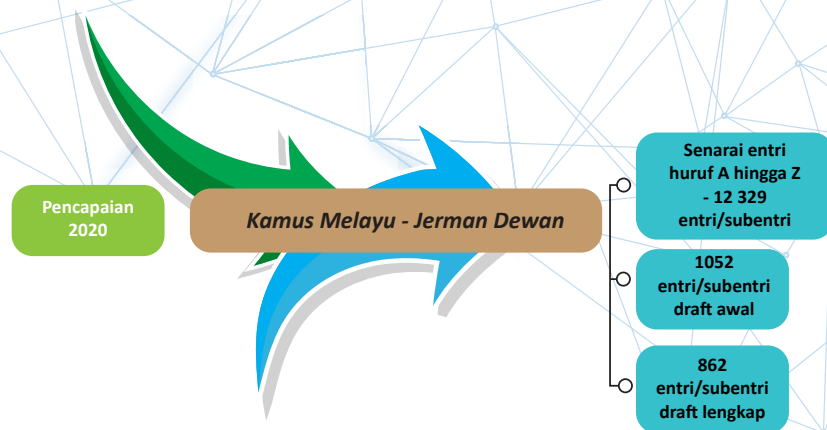 Pencapaian
2020
Kamus Melayu - Jerman Dewan
Senarai entri
huruf A hingga Z
- 12 329
entri/subentri
1052
entri/subentri
draft awal
862
entri/subentri
draft lengkap